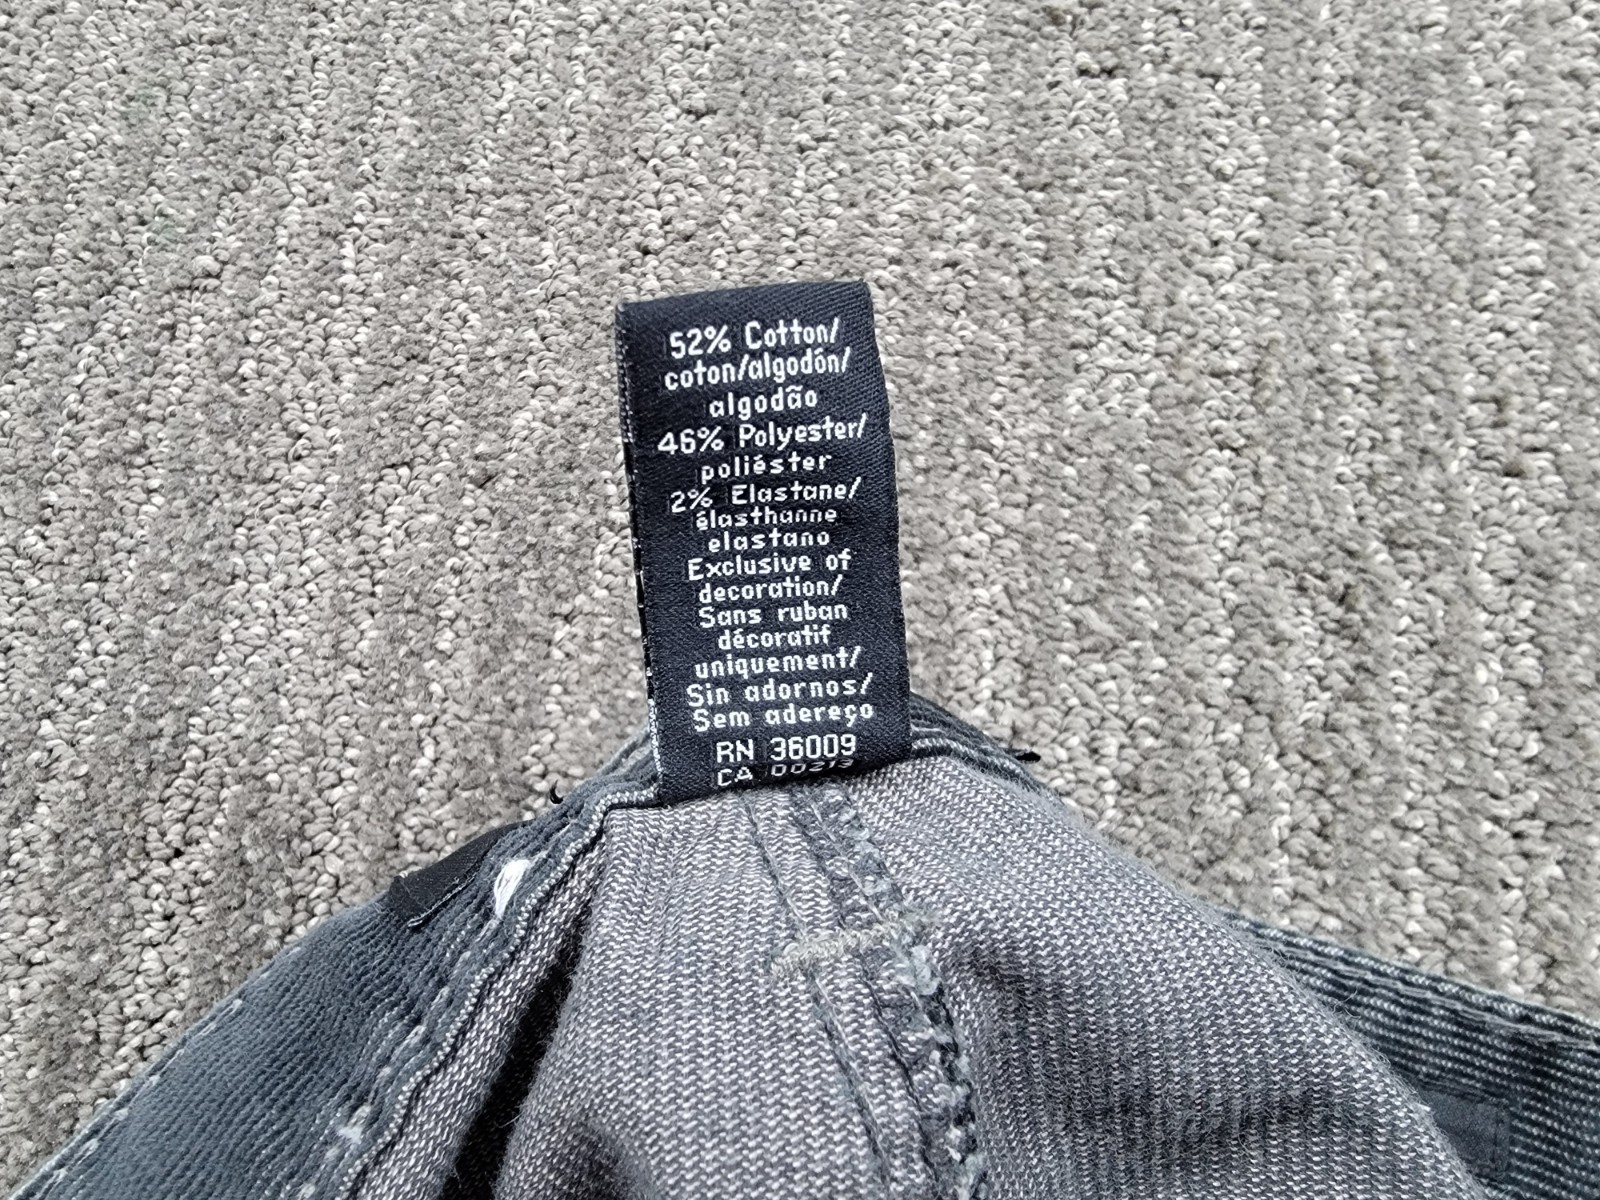 52% Cotton/
coton/algodón/
algodão
46% Polyester/
poliéster
2% Elastane/
élasthanne
elastano
Exclusive of
decoration/
Sans ruban
décoratif
uniquement/
Sin adornos/
Sem adereço
RN 36009
CA 00213